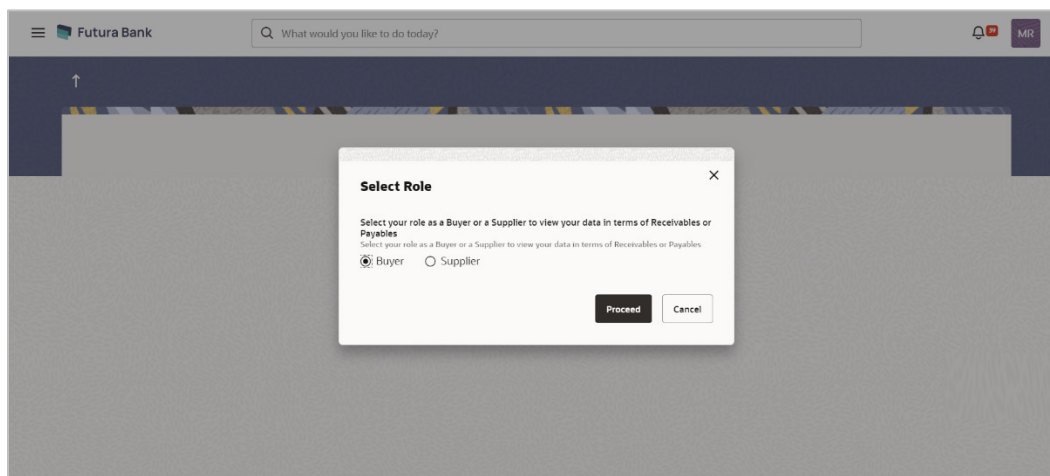 Futura Bank
What would you like to do today?
39
MR
Select Role
Select your role as a Buyer or a Supplier to view your data in terms of Receivables or
Payables
Select your role as a Buyer or a Supplier to view your data in terms of Receivables or Payables
Buyer Supplier
Proceed Cancel